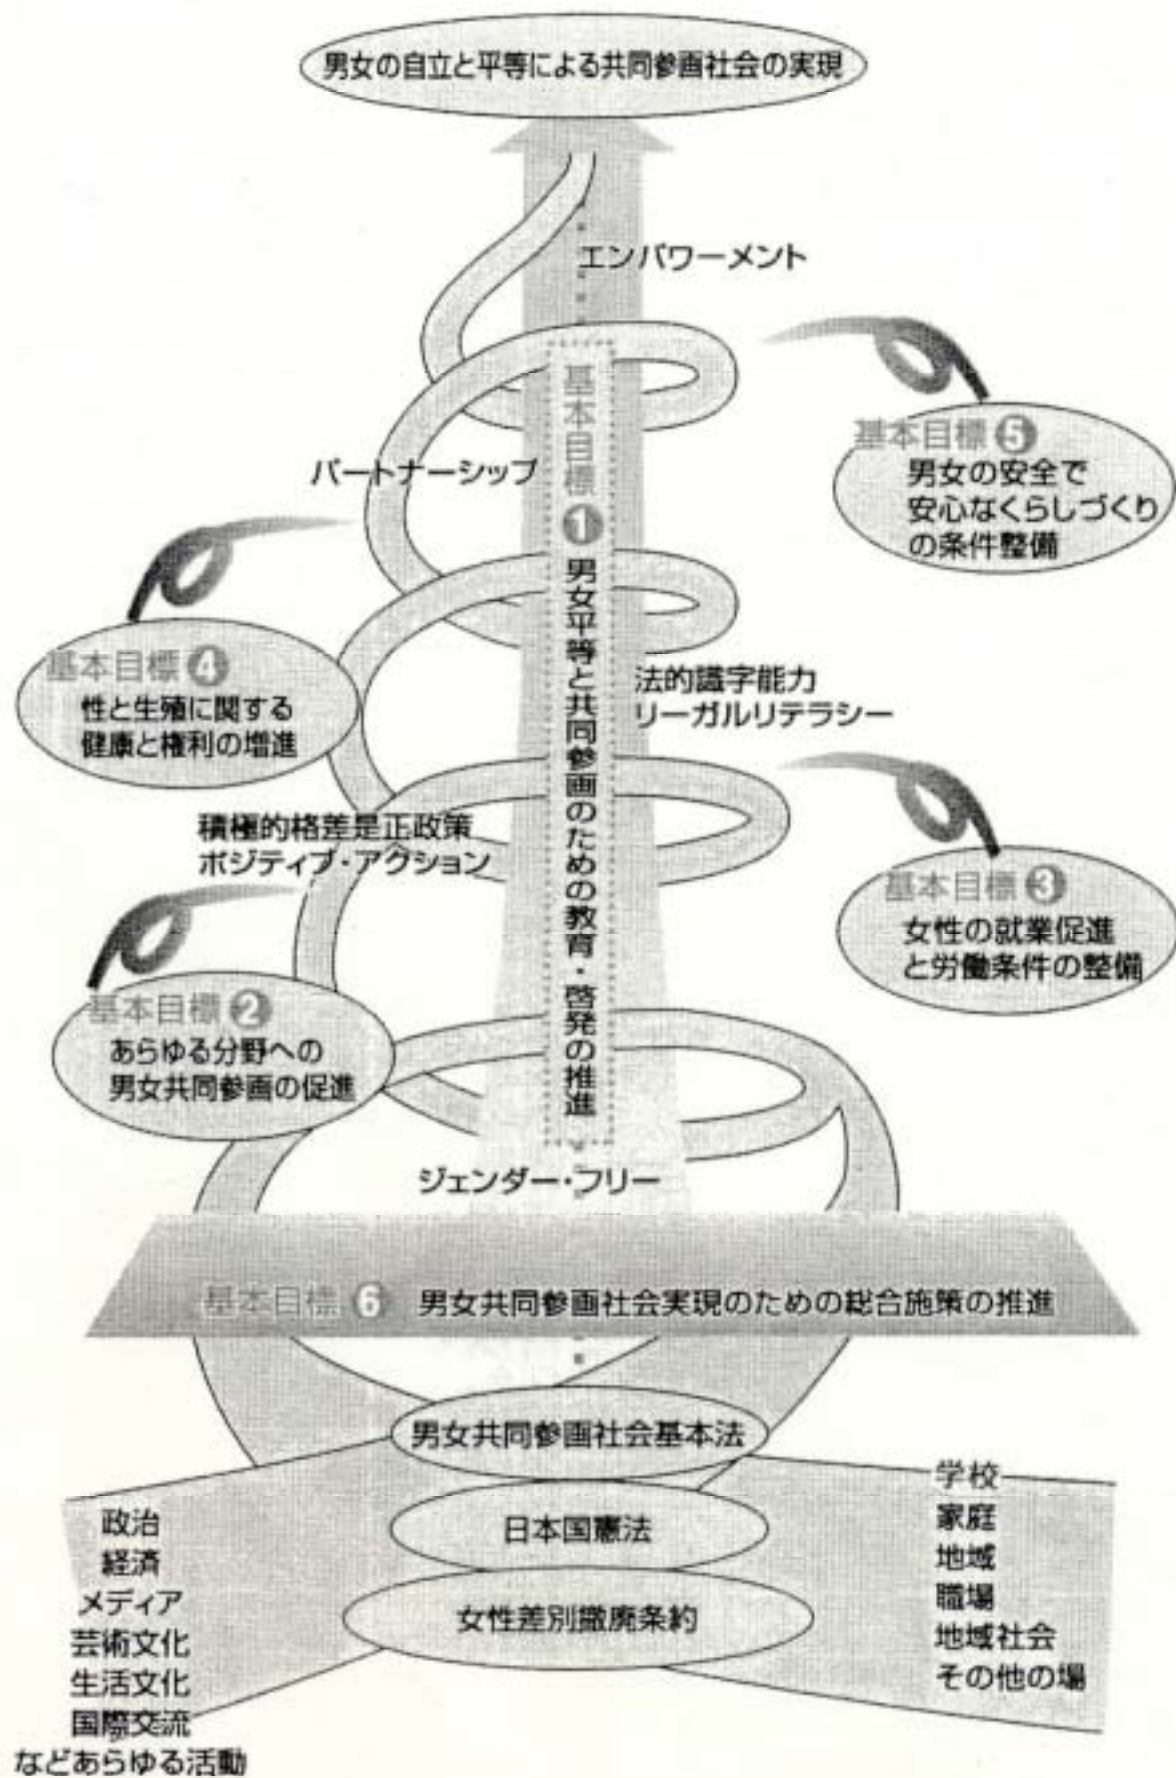 男女の自立と平等による共同参画社会の実現
エンパワーメント
基本目標❶男女平等と共同参画のための教育・啓発の推進
基本目標❺
男女の安全で
安心なくらしづくり
の条件整備
パートナーシップ
基本目標❹
性と生殖に関する
健康と権利の増進
法的識字能力
リーガルリテラシー
積極的格差是正政策
ポジティブ・アクション
基本目標❸
女性の就業促進
と労働条件の整備
基本目標❷
あらゆる分野への
男女共同参画の促進
ジェンダー・フリー
基本目標❻ 男女共同参画社会実現のための総合施策の推進
男女共同参画社会基本法
日本国憲法
女性差別撤廃条約
政治
経済
メディア
芸術文化
生活文化
国際交流
などあらゆる活動
学校
家庭
地域
職場
地域社会
その他の場